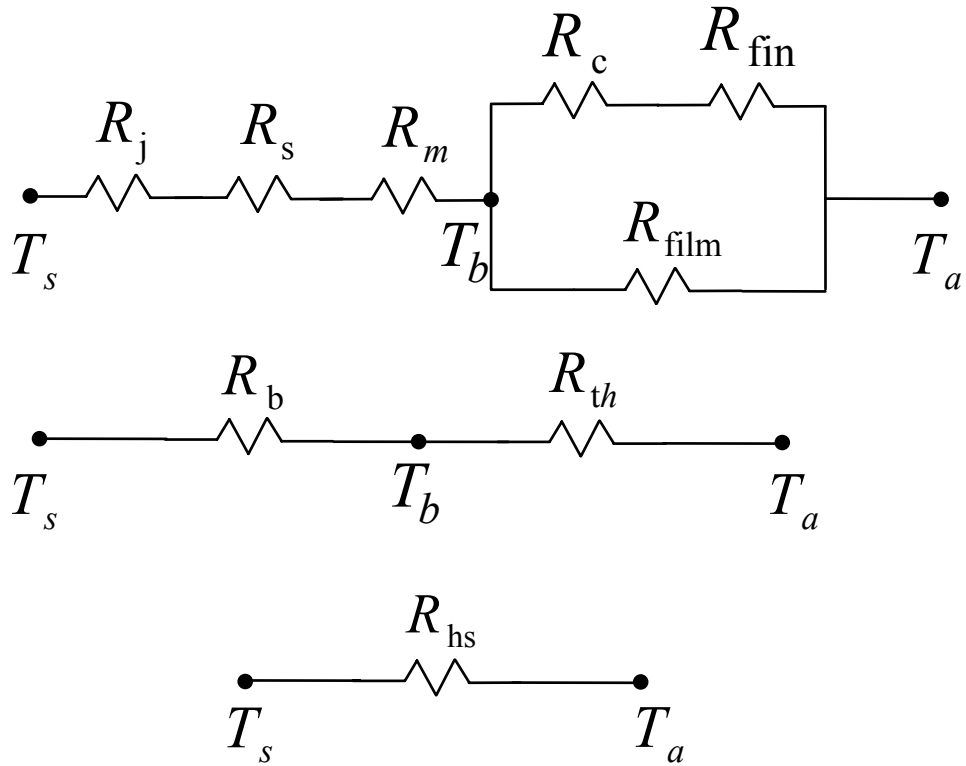 R_c R_fin
R_j R_s R_m
R_film
T_s T_b T_a
R_b R_th
T_s T_b T_a
R_hs
T_s T_a